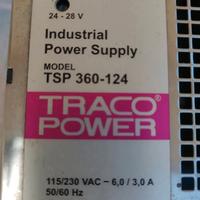 24 - 28 V
Industrial
Power Supply
MODEL
TSP 360-124
TRACO
POWER
115/230 VAC ~ 6,0 / 3,0 A
50/60 Hz